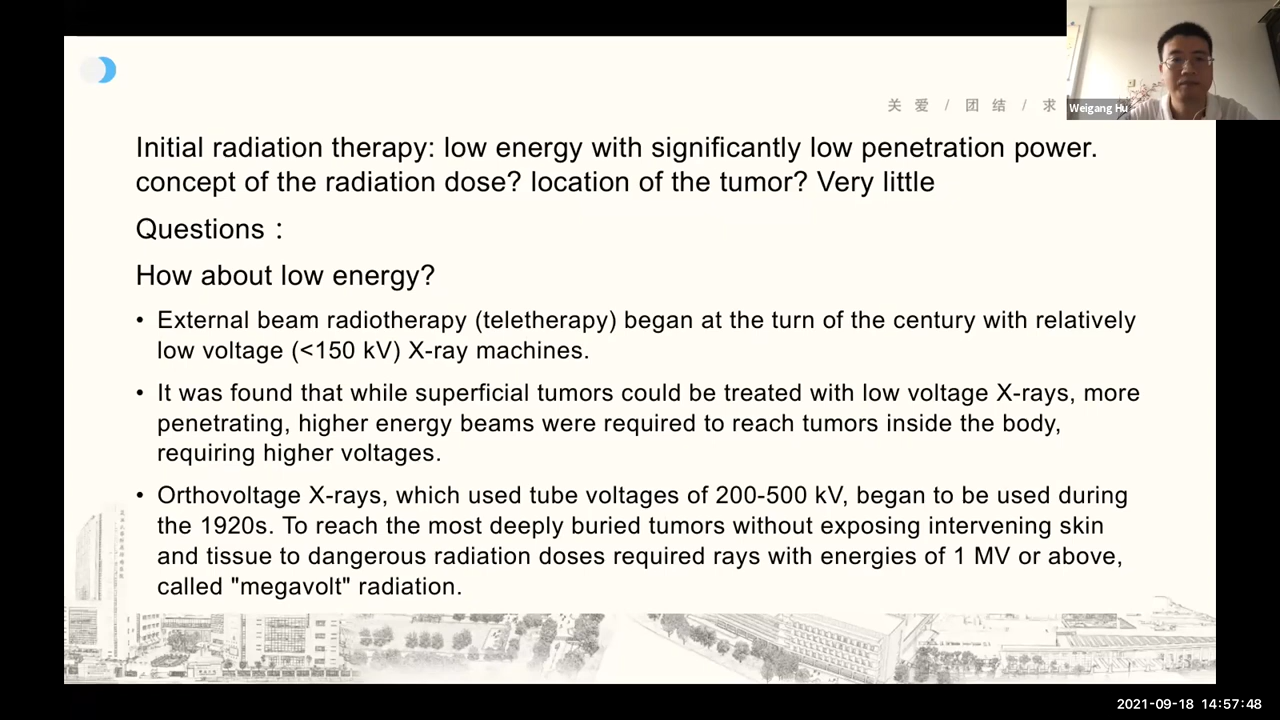 关 爱 / 团 结 / 求
Weigang Hu
Initial radiation therapy: low energy with significantly low penetration power.
concept of the radiation dose? location of the tumor? Very little
Questions：
How about low energy?
• External beam radiotherapy (teletherapy) began at the turn of the century with relatively
low voltage (<150 kV) X-ray machines.
• It was found that while superficial tumors could be treated with low voltage X-rays, more
penetrating, higher energy beams were required to reach tumors inside the body,
requiring higher voltages.
• Orthovoltage X-rays, which used tube voltages of 200-500 kV, began to be used during
the 1920s. To reach the most deeply buried tumors without exposing intervening skin
and tissue to dangerous radiation doses required rays with energies of 1 MV or above,
called "megavolt" radiation.
2021-09-18 14:57:48